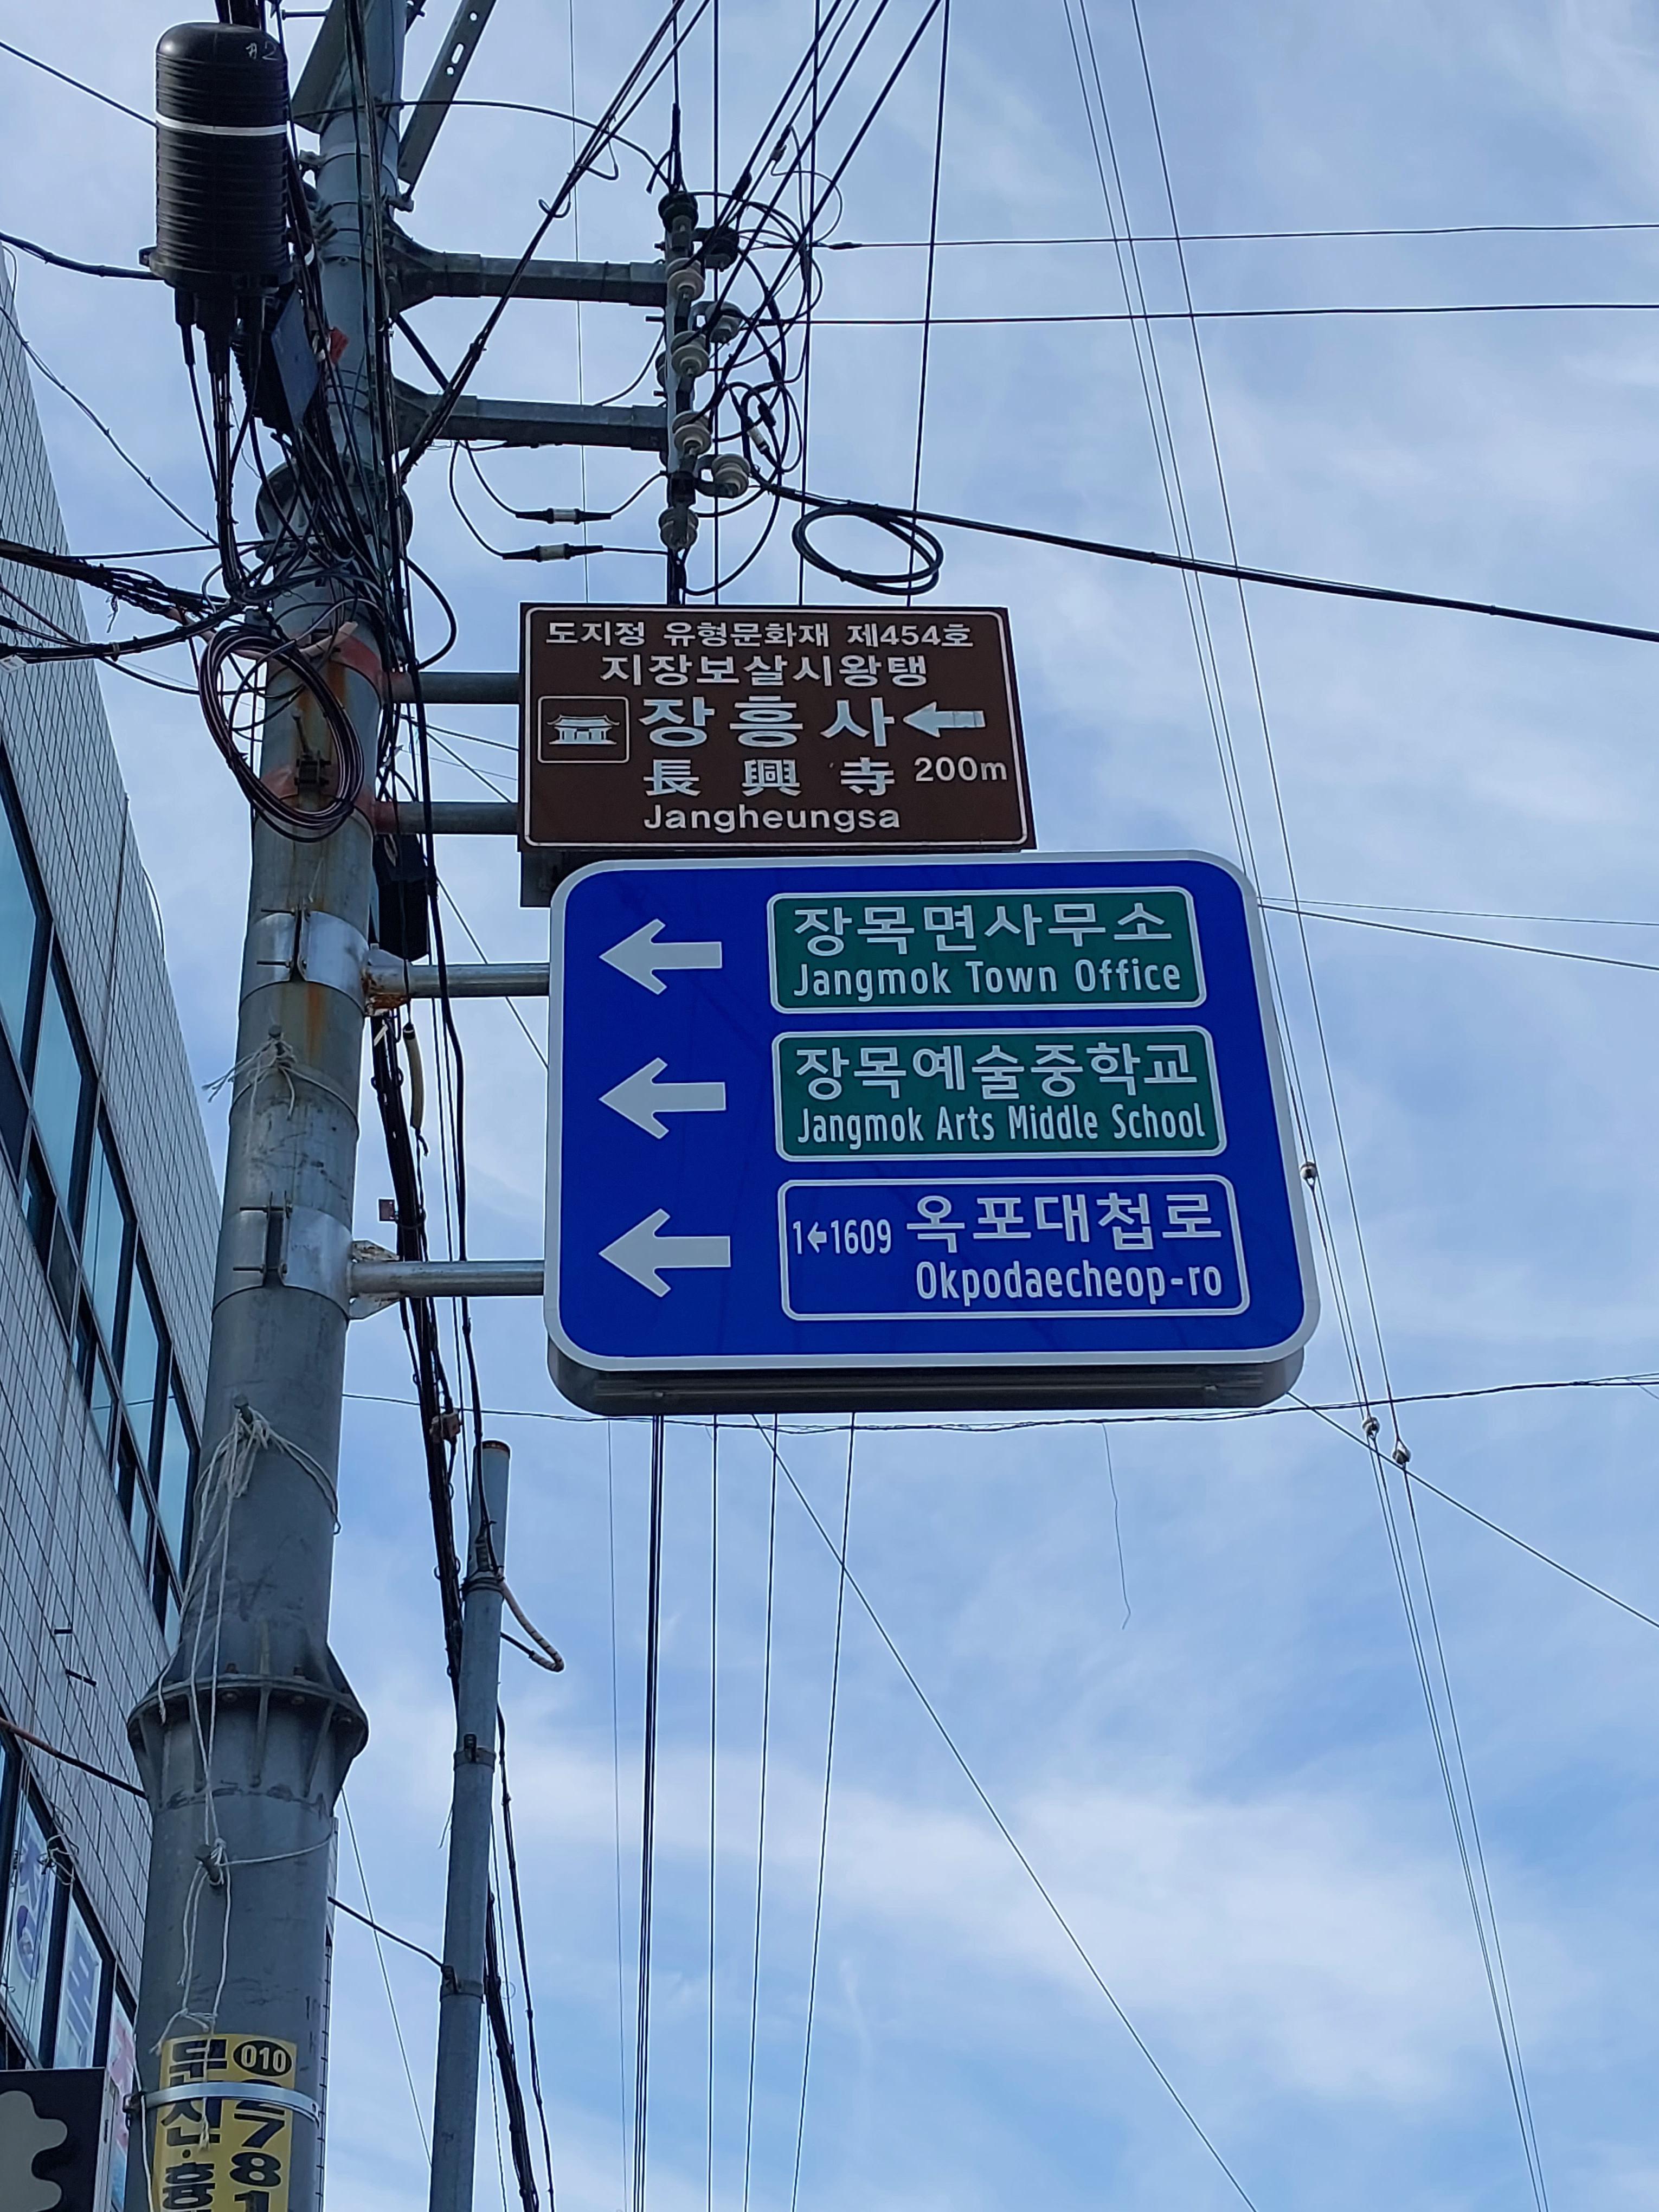 도지정 유형문화재 제454호
지장보살시왕탱
장흥사
長興寺 200m
Jangheungsa
장목면사무소
Jangmok Town Office
장목예술중학교
Jangmok Arts Middle School
1←1609 옥포대첩로
Okpodaecheop-ro
010